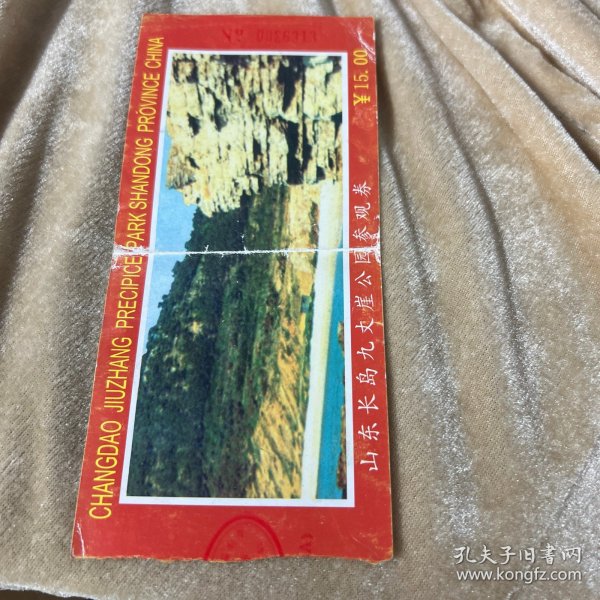 CHANGDAO JIUZHANG PRECIPICE PARK SHANDONG PROVINCE CHINA
¥15.00
山东长岛九丈崖公园参观券
孔夫子旧书网
www.kongfz.com